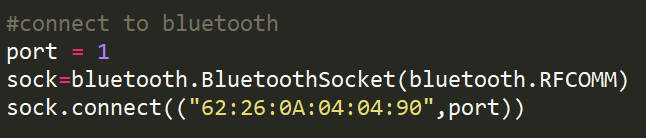 #connect to bluetooth
port = 1
sock=bluetooth.BluetoothSocket(bluetooth.RFCOMM)
sock.connect(("62:26:0A:04:04:90",port))